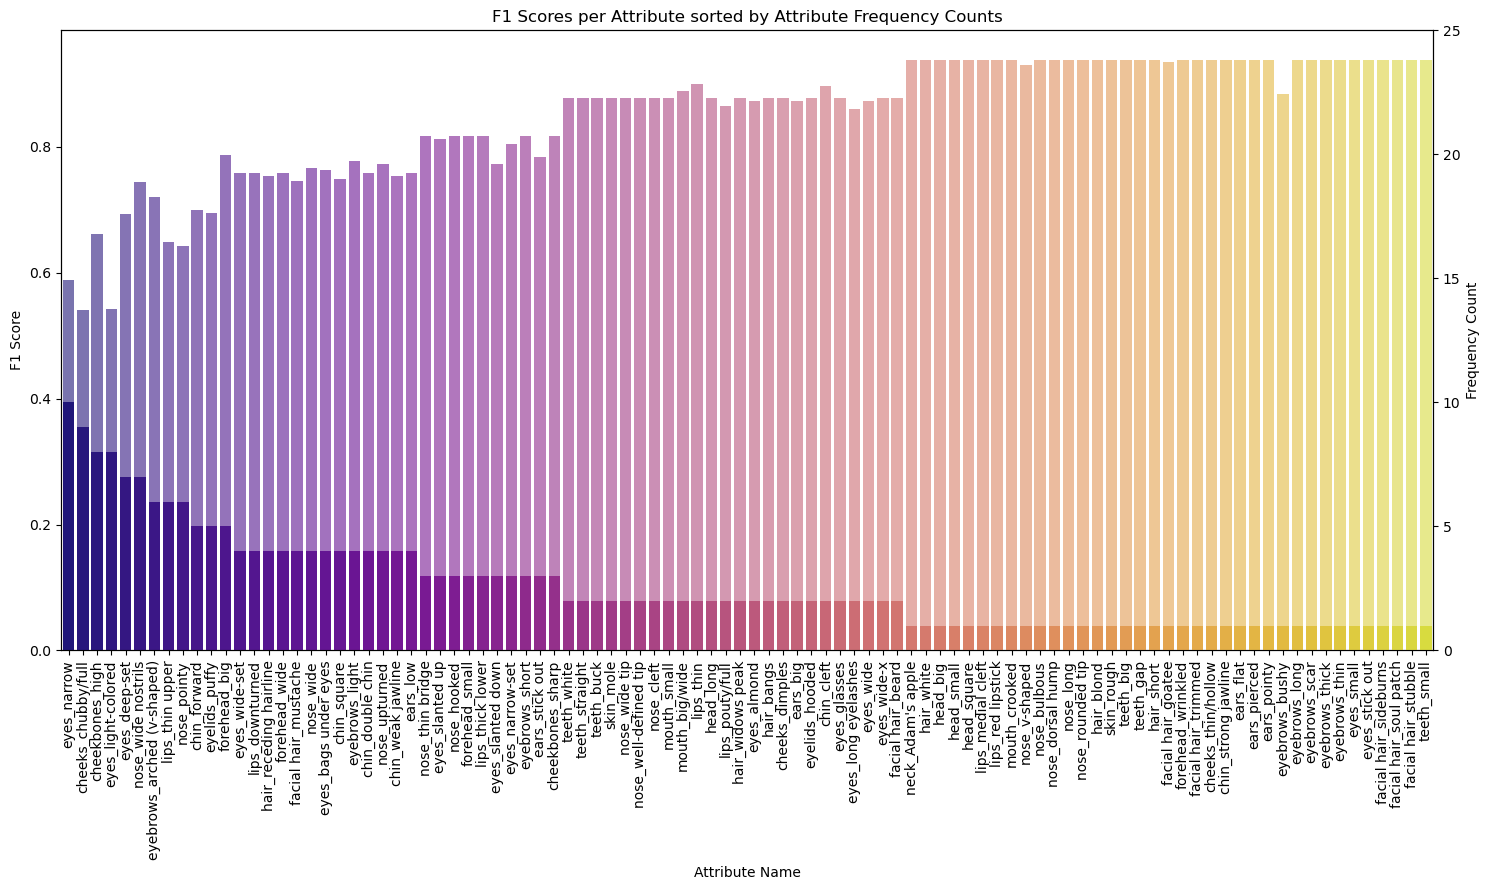 F1 Scores per Attribute sorted by Attribute Frequency Counts
F1 Score
0.8
0.6
0.4
0.2
0.0
25
20
15
10
5
0
Frequency Count
eyes_narrow
cheeks_chubby/full
cheekbones_high
eyes_light-colored
eyes_deep-set
nose_wide nostrils
eyebrows_arched (v-shaped)
lips_thin upper
nose_pointy
chin_forward
eyelids_puffy
forehead_big
eyes_wide-set
lips_downturned
hair_receding hairline
forehead_wide
facial hair_mustache
nose_wide
eyes_bags under eyes
chin_square
eyebrows_light
chin_double chin
nose_upturned
chin_weak jawline
ears_low
nose_thin bridge
eyes_slanted up
nose_hooked
forehead_small
lips_thick lower
eyes_slanted down
eyes_narrow-set
eyebrows_short
ears_stick out
cheekbones_sharp
teeth_white
teeth_straight
teeth_buck
skin_mole
nose_wide tip
nose_well-defined tip
nose_cleft
mouth_small
mouth_big/wide
lips_thin
head_long
lips_pouty/full
hair_widows peak
eyes_almond
hair_bangs
cheeks_dimples
ears_big
eyelids_hooded
chin_cleft
eyes_glasses
eyes_long eyelashes
eyes_wide
eyes_wide-x
facial hair_beard
neck_Adam's apple
hair_white
head_big
head_small
head_square
lips_medial cleft
lips_red lipstick
mouth_crooked
nose_v-shaped
nose_bulbous
nose_dorsal hump
nose_long
nose_rounded tip
hair_blond
skin_rough
teeth_big
teeth_gap
hair_short
facial hair_goatee
forehead_wrinkled
facial hair_trimmed
cheeks_thin/hollow
chin_strong jawline
ears_flat
ears_pierced
ears_pointy
eyebrows_bushy
eyebrows_long
eyebrows_scar
eyebrows_thick
eyebrows_thin
eyes_small
eyes_stick out
facial hair_sideburns
facial hair_soul patch
facial hair_stubble
teeth_small
Attribute Name